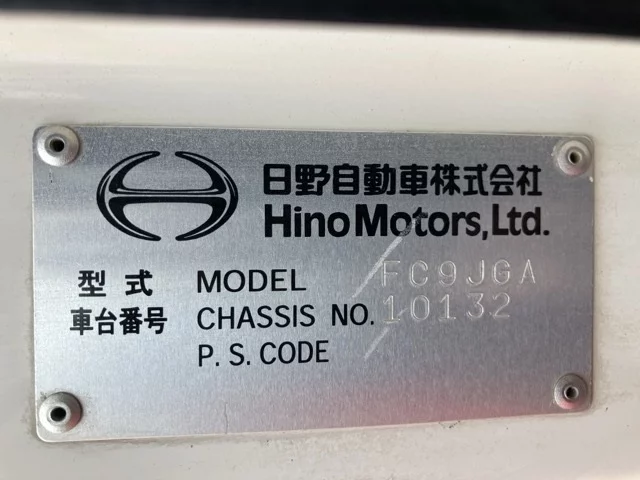 日野自動車株式会社
Hino Motors, Ltd.
型式 MODEL FC9JGA
車台番号 CHASSIS NO. 10132
P. S. CODE